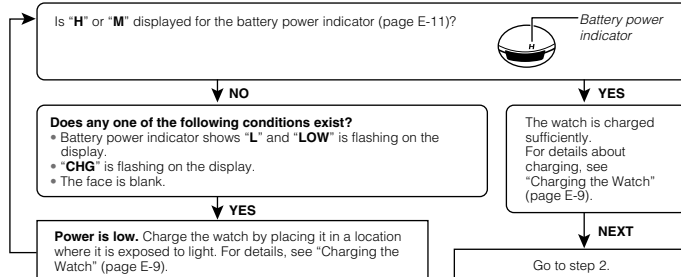 Is “H” or “M” displayed for the battery power indicator (page E-11)?
Battery power
indicator
H
NO
YES
Does any one of the following conditions exist?
• Battery power indicator shows “L” and “LOW” is flashing on the
display.
• “CHG” is flashing on the display.
• The face is blank.
The watch is charged
sufficiently.
For details about
charging, see
“Charging the Watch”
(page E-9).
YES
NEXT
Power is low. Charge the watch by placing it in a location
where it is exposed to light. For details, see “Charging the
Watch” (page E-9).
Go to step 2.